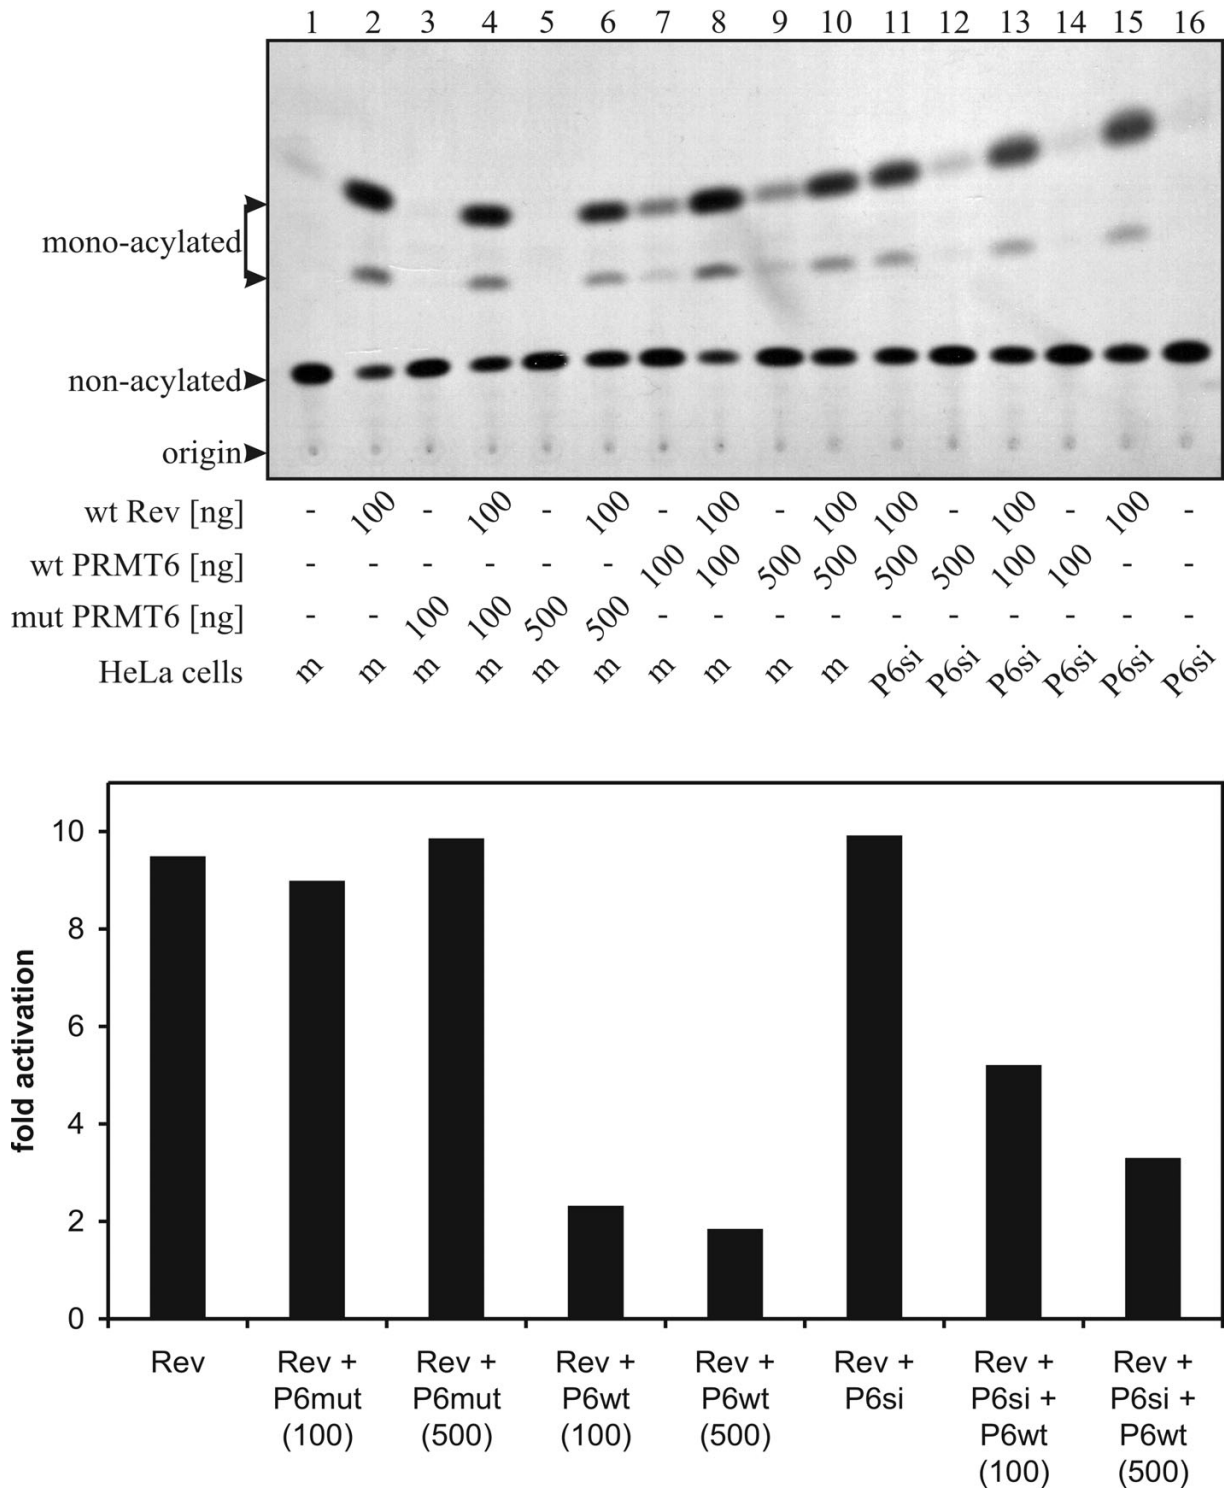 1 2 3 4 5 6 7 8 9 10 11 12 13 14 15 16
mono-acylated
non-acylated
origin
wt Rev [ng] - 100 - 100 - 100 - 100 - 100 100 - 100 - 100 -
wt PRMT6 [ng] - - - - - - 100 100 500 500 500 500 100 100 - -
mut PRMT6 [ng] - - 100 100 500 500 - - - - - - - - - -
HeLa cells m m m m m m m m m m P6si P6si P6si P6si P6si P6si
10
8
6
4
2
0
fold activation
Rev Rev + Rev + Rev + Rev + Rev + Rev + Rev +
P6mut P6mut P6wt P6wt P6si P6si + P6si +
(100) (500) (100) (500) P6wt P6wt
(100) (500)